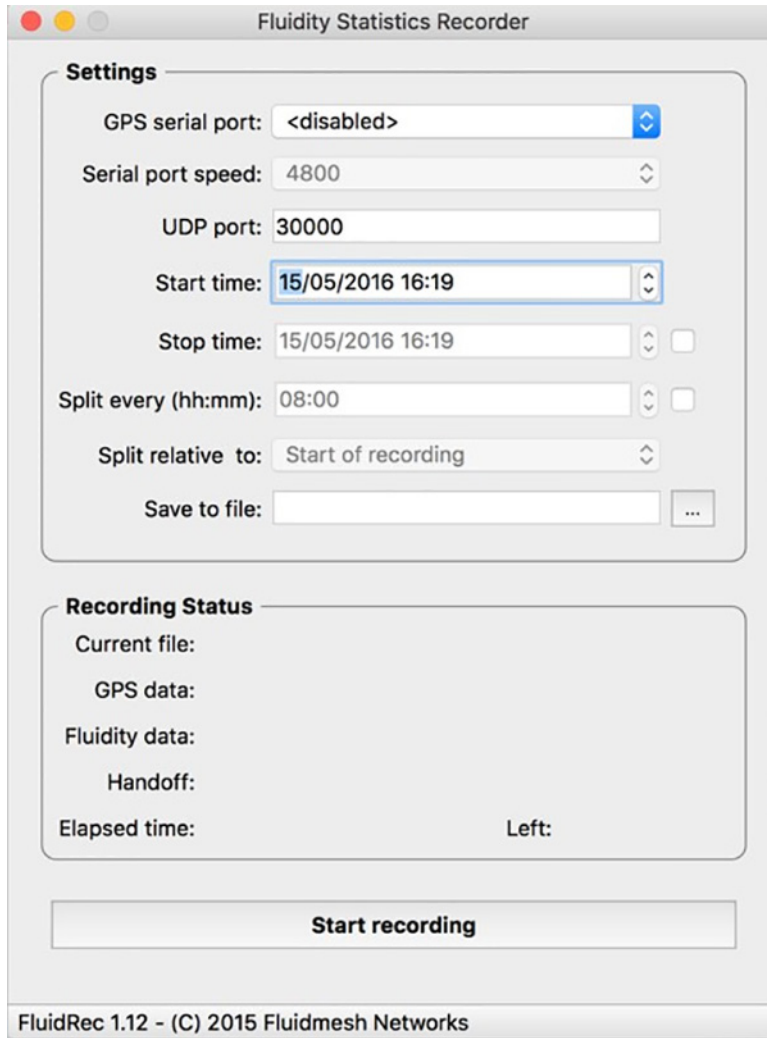 Fluidity Statistics Recorder
Settings
GPS serial port: <disabled>
Serial port speed: 4800
UDP port: 30000
Start time: 15/05/2016 16:19
Stop time: 15/05/2016 16:19
Split every (hh:mm): 08:00
Split relative to: Start of recording
Save to file: ...
Recording Status
Current file:
GPS data:
Fluidity data:
Handoff:
Elapsed time: Left:
Start recording
FluidRec 1.12 - (C) 2015 Fluidmesh Networks